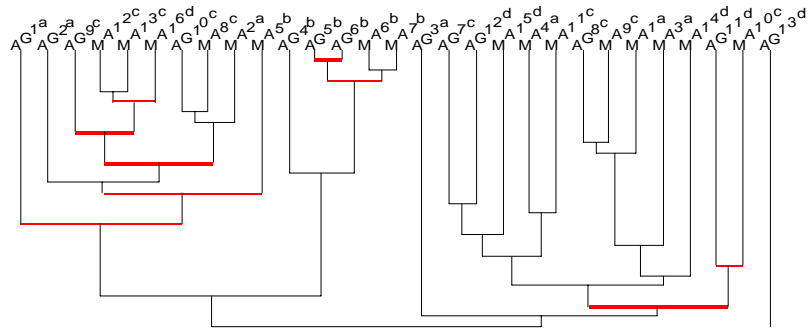 AG1ᵃ AG2ᵃ AG9ᶜ MA12ᶜ MA13ᶜ MA16ᵈ AG10ᶜ MA8ᶜ MA2ᵃ MA5ᵇ AG4ᵇ AG5ᵇ AG6ᵇ MA6ᵇ MA7ᵇ AG3ᵃ AG7ᶜ AG12ᵈ MA15ᵈ MA4ᵃ MA11ᶜ AG8ᶜ MA9ᶜ MA1ᵃ MA3ᵃ MA14ᵈ AG11ᵈ MA10ᶜ AG13ᵈ